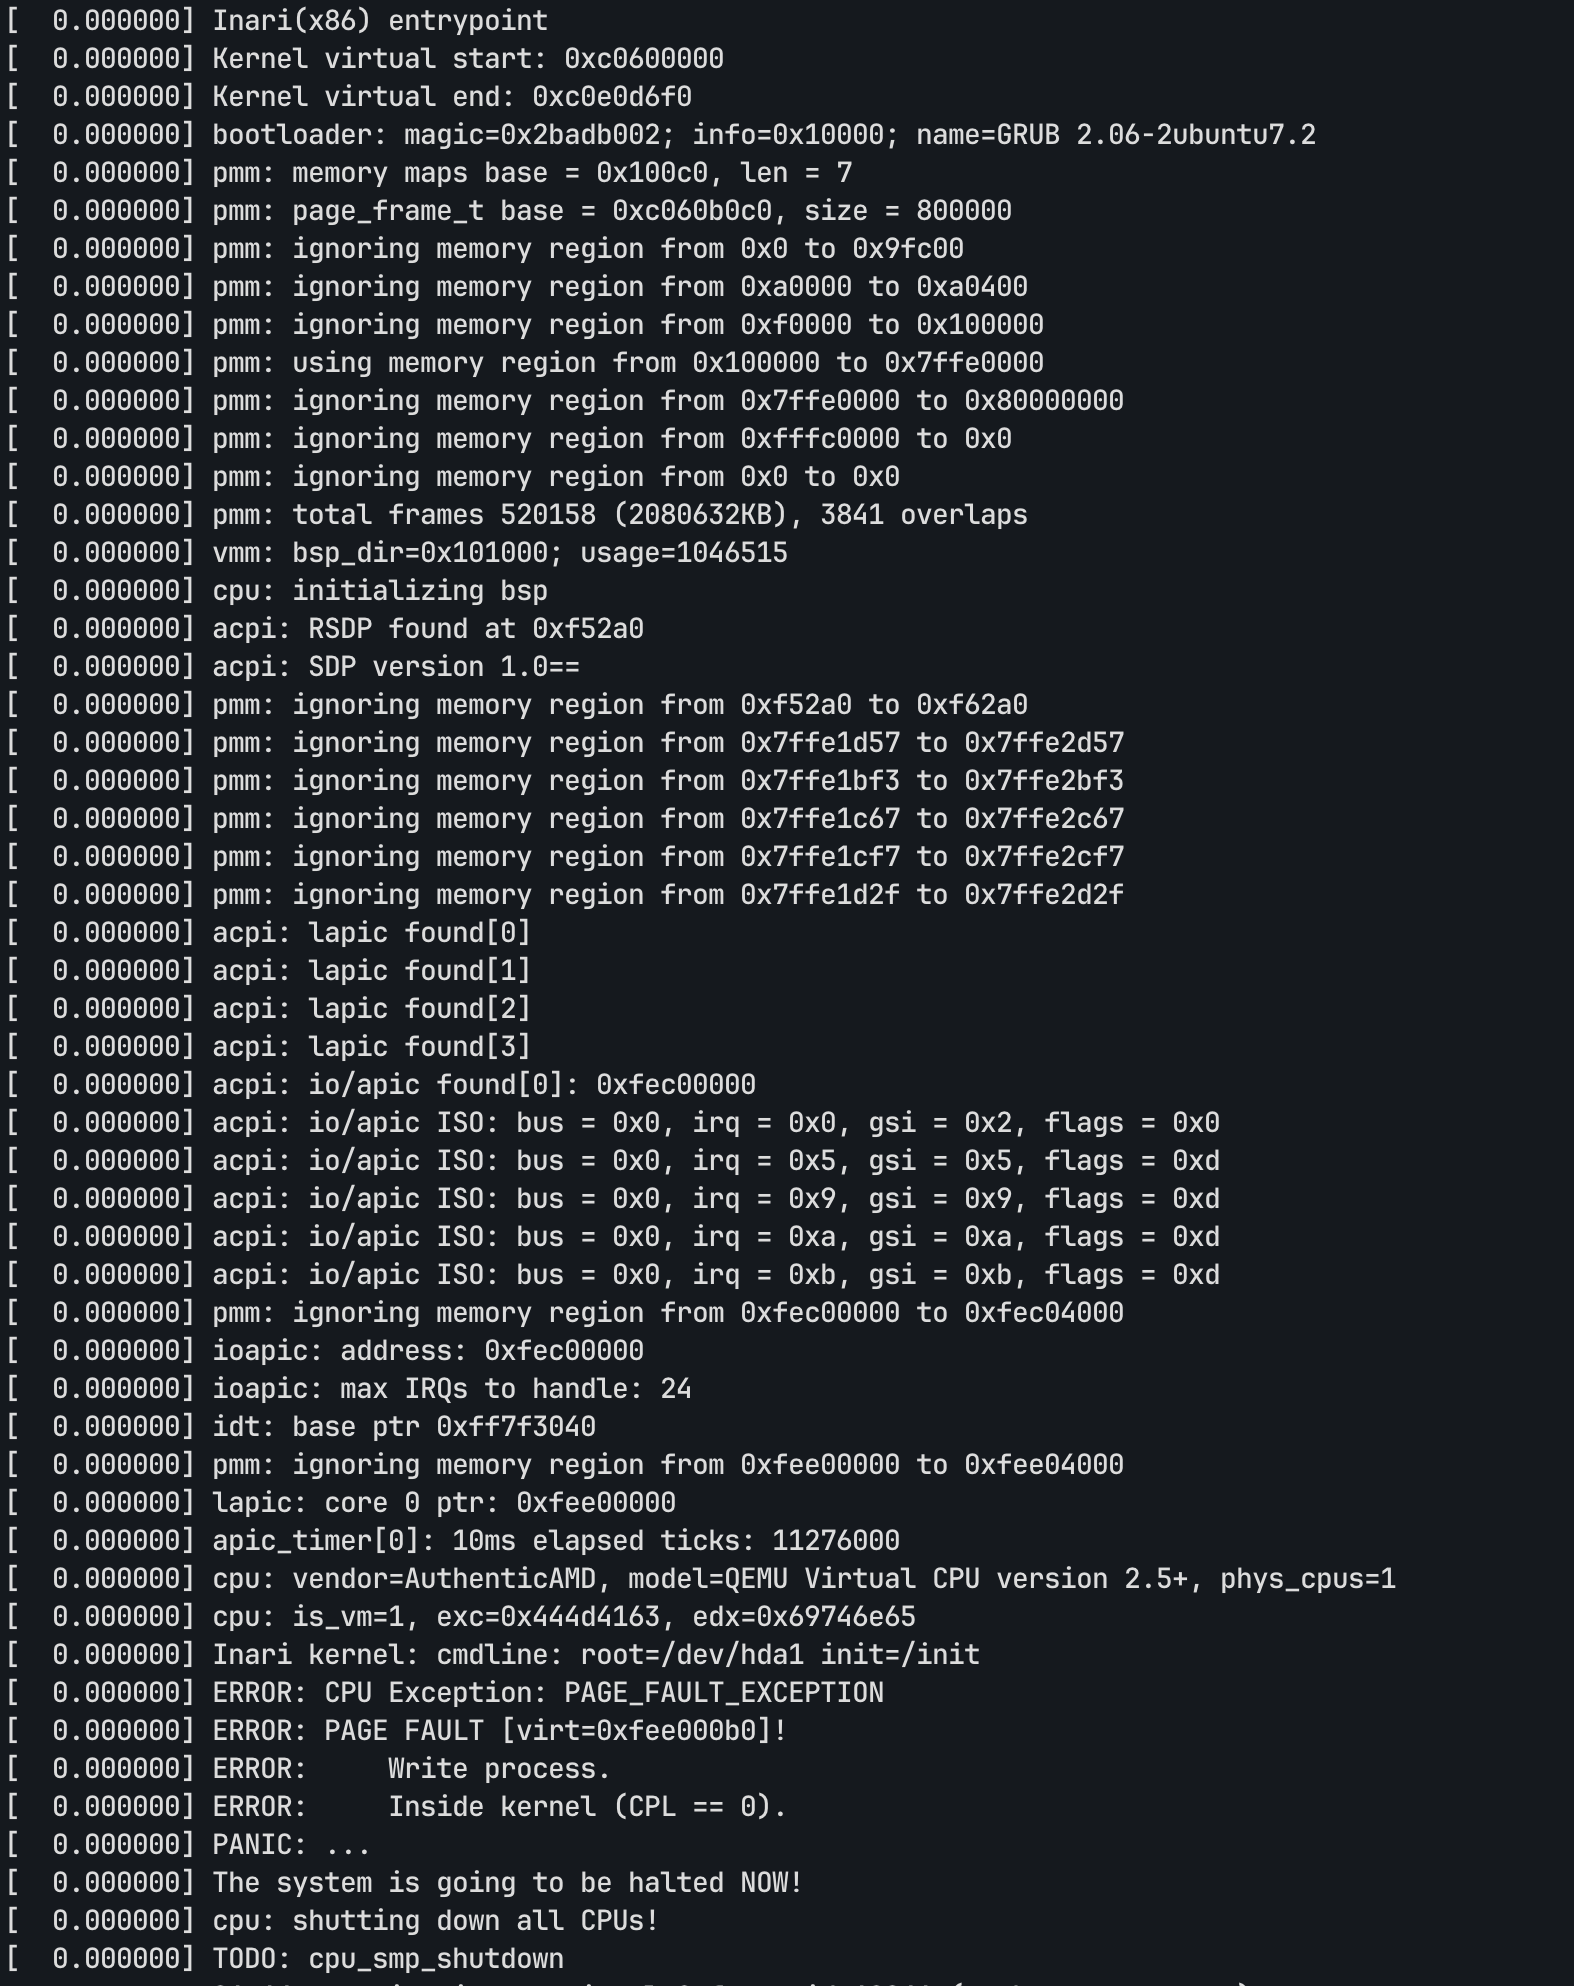 [  0.000000] Inari(x86) entrypoint
[  0.000000] Kernel virtual start: 0xc0600000
[  0.000000] Kernel virtual end: 0xc0e0d6f0
[  0.000000] bootloader: magic=0x2badb002; info=0x10000; name=GRUB 2.06-2ubuntu7.2
[  0.000000] pmm: memory maps base = 0x100c0, len = 7
[  0.000000] pmm: page_frame_t base = 0xc060b0c0, size = 800000
[  0.000000] pmm: ignoring memory region from 0x0 to 0x9fc00
[  0.000000] pmm: ignoring memory region from 0xa0000 to 0xa0400
[  0.000000] pmm: ignoring memory region from 0xf0000 to 0x100000
[  0.000000] pmm: using memory region from 0x100000 to 0x7ffe0000
[  0.000000] pmm: ignoring memory region from 0x7ffe0000 to 0x80000000
[  0.000000] pmm: ignoring memory region from 0xfffc0000 to 0x0
[  0.000000] pmm: ignoring memory region from 0x0 to 0x0
[  0.000000] pmm: total frames 520158 (2080632KB), 3841 overlaps
[  0.000000] vmm: bsp_dir=0x101000; usage=1046515
[  0.000000] cpu: initializing bsp
[  0.000000] acpi: RSDP found at 0xf52a0
[  0.000000] acpi: SDP version 1.0==
[  0.000000] pmm: ignoring memory region from 0xf52a0 to 0xf62a0
[  0.000000] pmm: ignoring memory region from 0x7ffe1d57 to 0x7ffe2d57
[  0.000000] pmm: ignoring memory region from 0x7ffe1bf3 to 0x7ffe2bf3
[  0.000000] pmm: ignoring memory region from 0x7ffe1c67 to 0x7ffe2c67
[  0.000000] pmm: ignoring memory region from 0x7ffe1cf7 to 0x7ffe2cf7
[  0.000000] pmm: ignoring memory region from 0x7ffe1d2f to 0x7ffe2d2f
[  0.000000] acpi: lapic found[0]
[  0.000000] acpi: lapic found[1]
[  0.000000] acpi: lapic found[2]
[  0.000000] acpi: lapic found[3]
[  0.000000] acpi: io/apic found[0]: 0xfec00000
[  0.000000] acpi: io/apic ISO: bus = 0x0, irq = 0x0, gsi = 0x2, flags = 0x0
[  0.000000] acpi: io/apic ISO: bus = 0x0, irq = 0x5, gsi = 0x5, flags = 0xd
[  0.000000] acpi: io/apic ISO: bus = 0x0, irq = 0x9, gsi = 0x9, flags = 0xd
[  0.000000] acpi: io/apic ISO: bus = 0x0, irq = 0xa, gsi = 0xa, flags = 0xd
[  0.000000] acpi: io/apic ISO: bus = 0x0, irq = 0xb, gsi = 0xb, flags = 0xd
[  0.000000] pmm: ignoring memory region from 0xfec00000 to 0xfec04000
[  0.000000] ioapic: address: 0xfec00000
[  0.000000] ioapic: max IRQs to handle: 24
[  0.000000] idt: base ptr 0xff7f3040
[  0.000000] pmm: ignoring memory region from 0xfee00000 to 0xfee04000
[  0.000000] lapic: core 0 ptr: 0xfee00000
[  0.000000] apic_timer[0]: 10ms elapsed ticks: 11276000
[  0.000000] cpu: vendor=AuthenticAMD, model=QEMU Virtual CPU version 2.5+, phys_cpus=1
[  0.000000] cpu: is_vm=1, exc=0x444d4163, edx=0x69746e65
[  0.000000] Inari kernel: cmdline: root=/dev/hda1 init=/init
[  0.000000] ERROR: CPU Exception: PAGE_FAULT_EXCEPTION
[  0.000000] ERROR: PAGE FAULT [virt=0xfee000b0]!
[  0.000000] ERROR:     Write process.
[  0.000000] ERROR:     Inside kernel (CPL == 0).
[  0.000000] PANIC: ...
[  0.000000] The system is going to be halted NOW!
[  0.000000] cpu: shutting down all CPUs!
[  0.000000] TODO: cpu_smp_shutdown